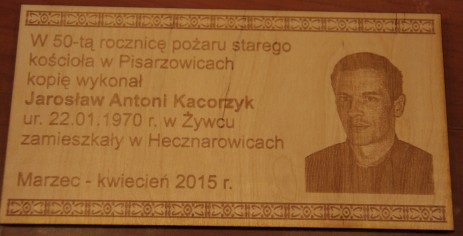 W 50-tą rocznicę pożaru starego
kościoła w Pisarzowicach
kopię wykonał
Jarosław Antoni Kacorzyk
ur. 22.01.1970 r. w Żywcu
zamieszkały w Hecznarowicach
Marzec - kwiecień 2015 r.